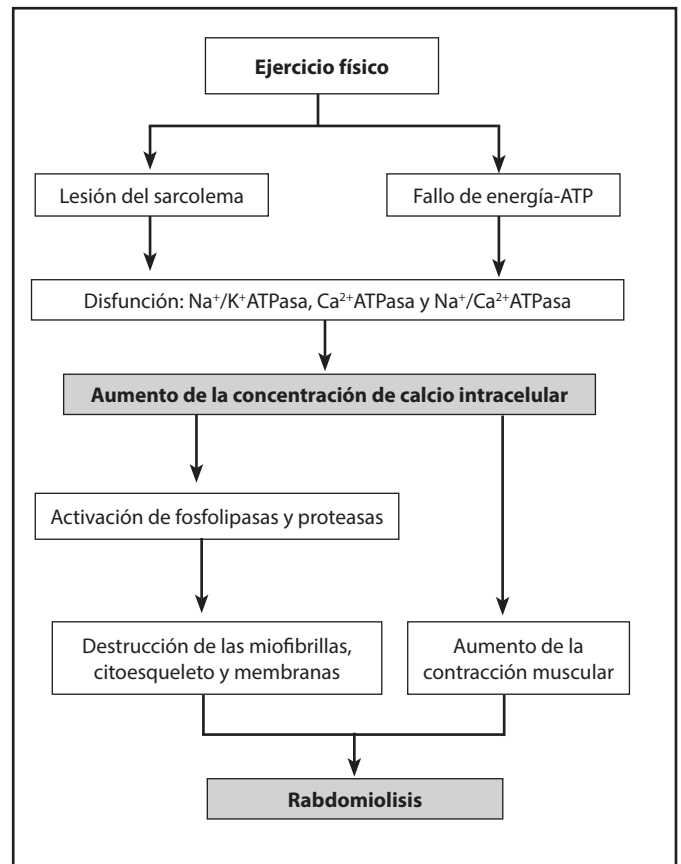 Ejercicio físico
Lesión del sarcolema
Fallo de energía-ATP
Disfunción: Na⁺/K⁺ATPasa, Ca²⁺ATPasa y Na⁺/Ca²⁺ATPasa
Aumento de la concentración de calcio intracelular
Activación de fosfolipasas y proteasas
Destrucción de las miofibrillas,
citoesqueleto y membranas
Aumento de la
contracción muscular
Rabdomiolisis